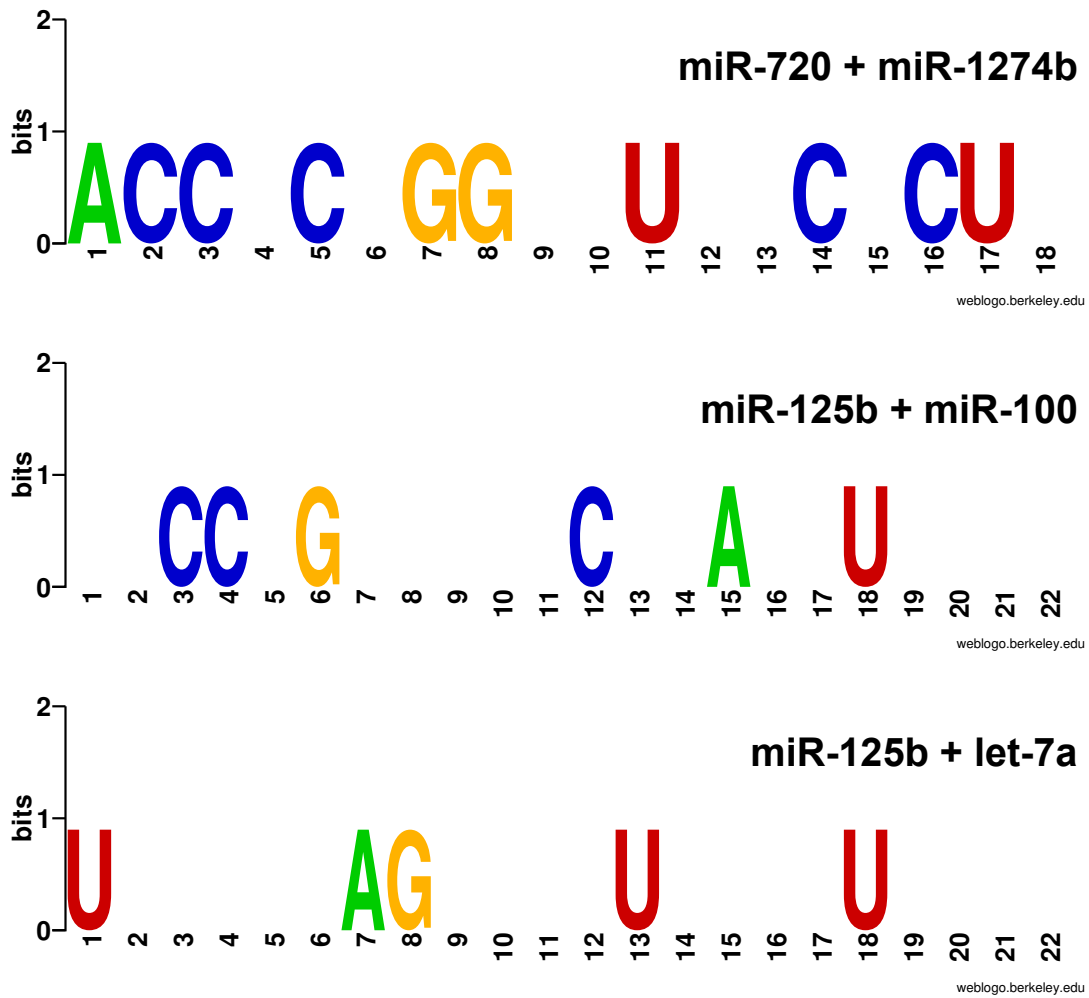 2
miR-720 + miR-1274b
bits
1
ACC C GG U C CU
0
1 2 3 4 5 6 7 8 9 10 11 12 13 14 15 16 17 18
weblogo.berkeley.edu
2
miR-125b + miR-100
bits
1
CC G C A U
0
1 2 3 4 5 6 7 8 9 10 11 12 13 14 15 16 17 18 19 20 21 22
weblogo.berkeley.edu
2
miR-125b + let-7a
bits
1
U AG U U
0
1 2 3 4 5 6 7 8 9 10 11 12 13 14 15 16 17 18 19 20 21 22
weblogo.berkeley.edu